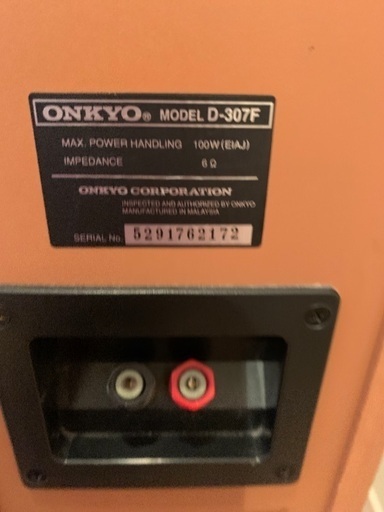 ONKYO® MODEL D-307F
MAX. POWER HANDLING 100W(EIAJ)
IMPEDANCE 6Ω
ONKYO CORPORATION
INSPECTED AND AUTHORIZED BY ONKYO
MANUFACTURED IN MALAYSIA
SERIAL No. 5291762172